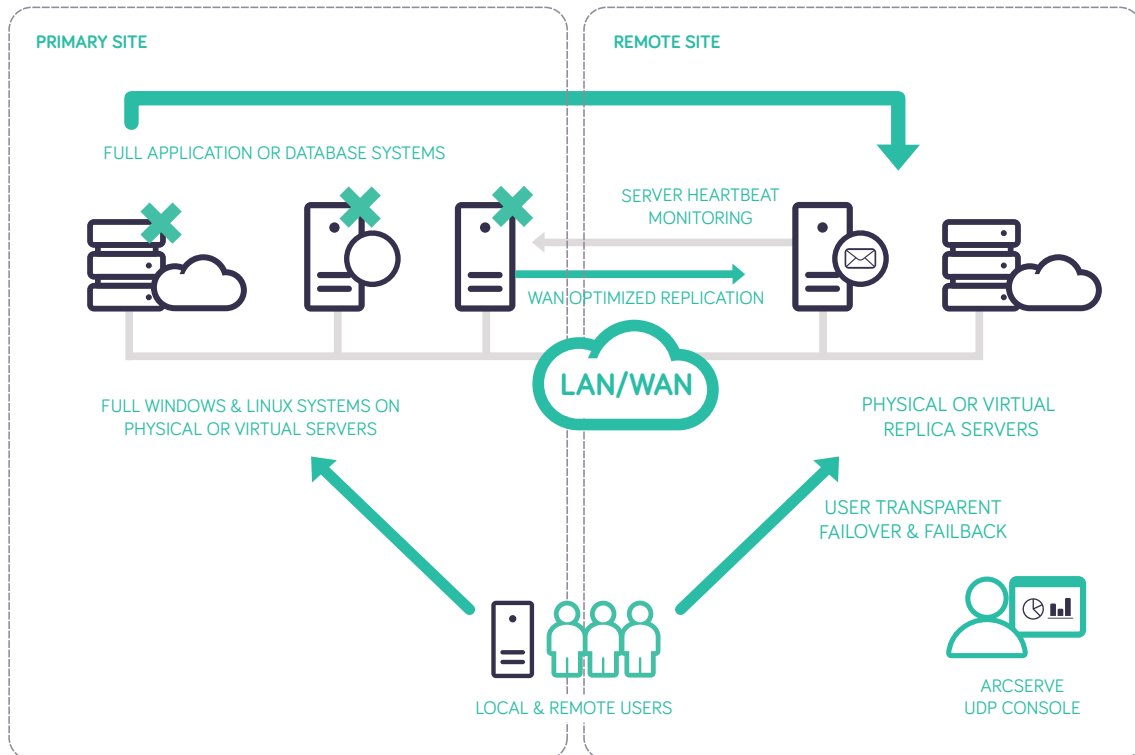 PRIMARY SITE
REMOTE SITE
FULL APPLICATION OR DATABASE SYSTEMS
SERVER HEARTBEAT
MONITORING
WAN OPTIMIZED REPLICATION
LAN/WAN
FULL WINDOWS & LINUX SYSTEMS ON
PHYSICAL OR VIRTUAL SERVERS
PHYSICAL OR VIRTUAL
REPLICA SERVERS
USER TRANSPARENT
FAILOVER & FAILBACK
LOCAL & REMOTE USERS
ARCSERVE
UDP CONSOLE